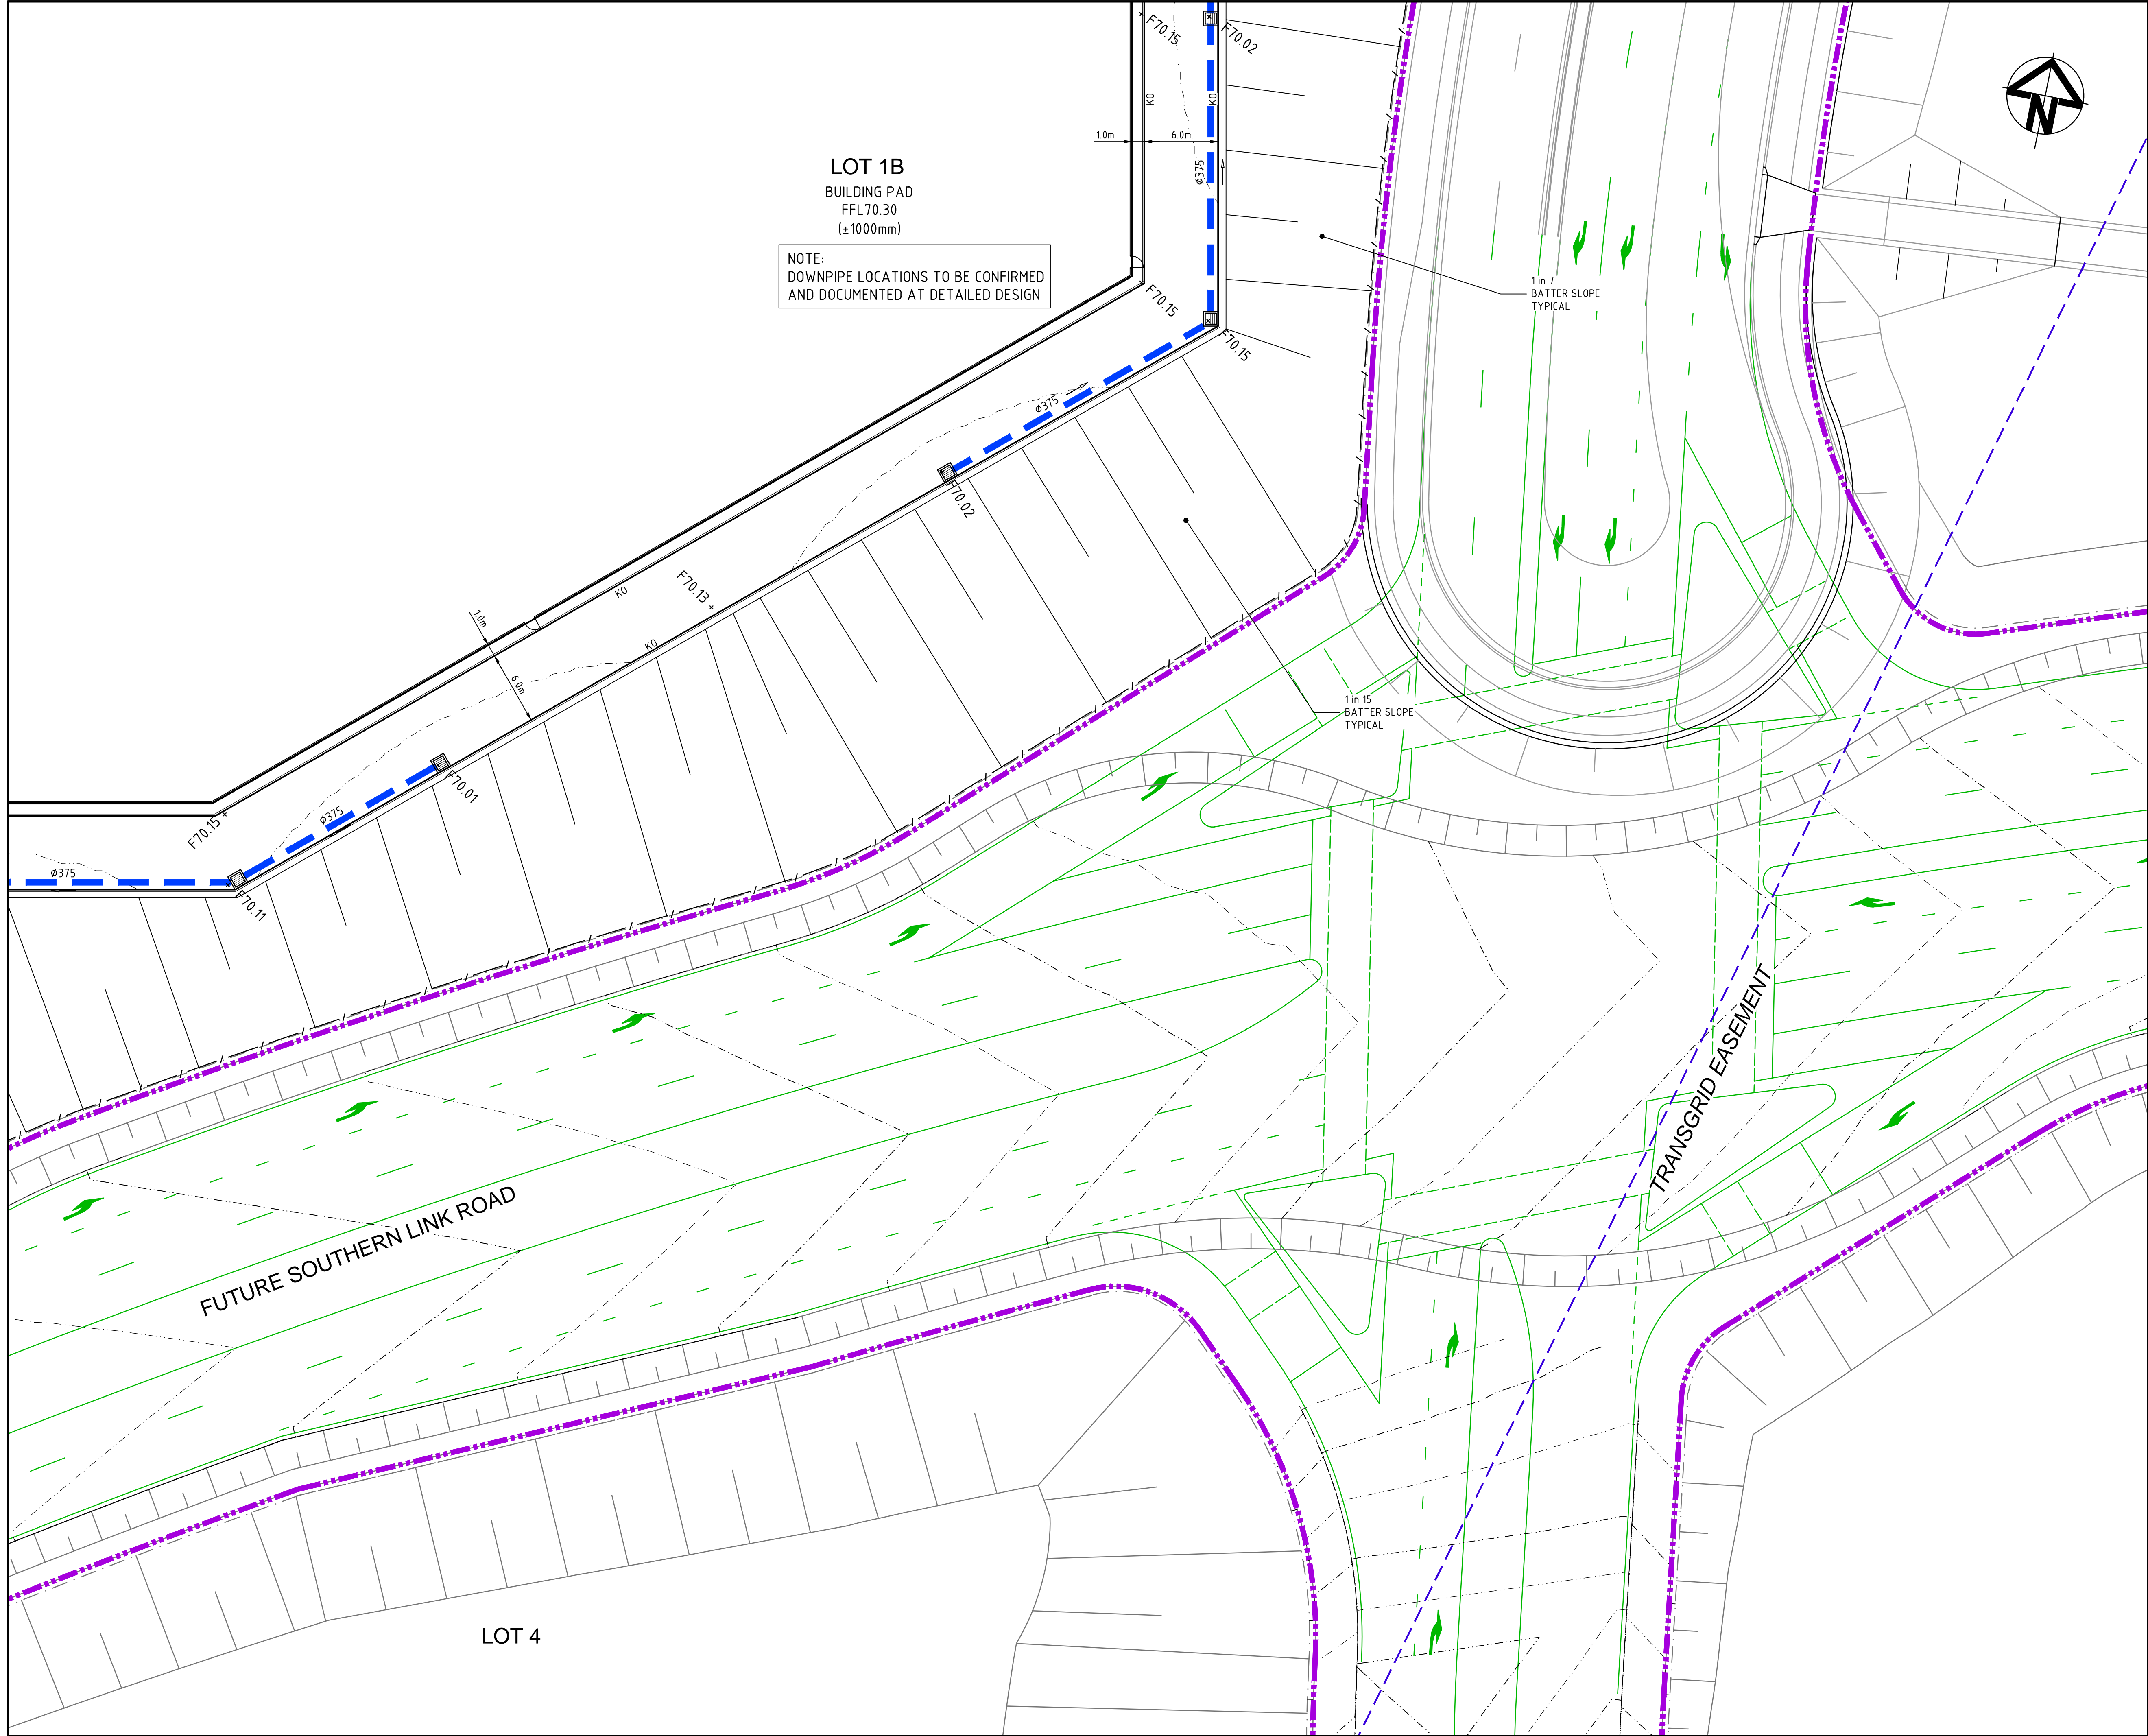 F70.15
F70.02
N
KO
KO
1.0m
6.0m
Ø375
LOT 1B
BUILDING PAD
FFL70.30
(±1000mm)
NOTE:
DOWNPIPE LOCATIONS TO BE CONFIRMED
AND DOCUMENTED AT DETAILED DESIGN
1 in 7
BATTER SLOPE
TYPICAL
F70.15
F70.15
Ø375
F70.02
F70.13
KO
KO
1.0m
6.0m
1 in 15
BATTER SLOPE
TYPICAL
F70.01
Ø375
F70.15
Ø375
F70.11
TRANSGRID EASEMENT
FUTURE SOUTHERN LINK ROAD
LOT 4